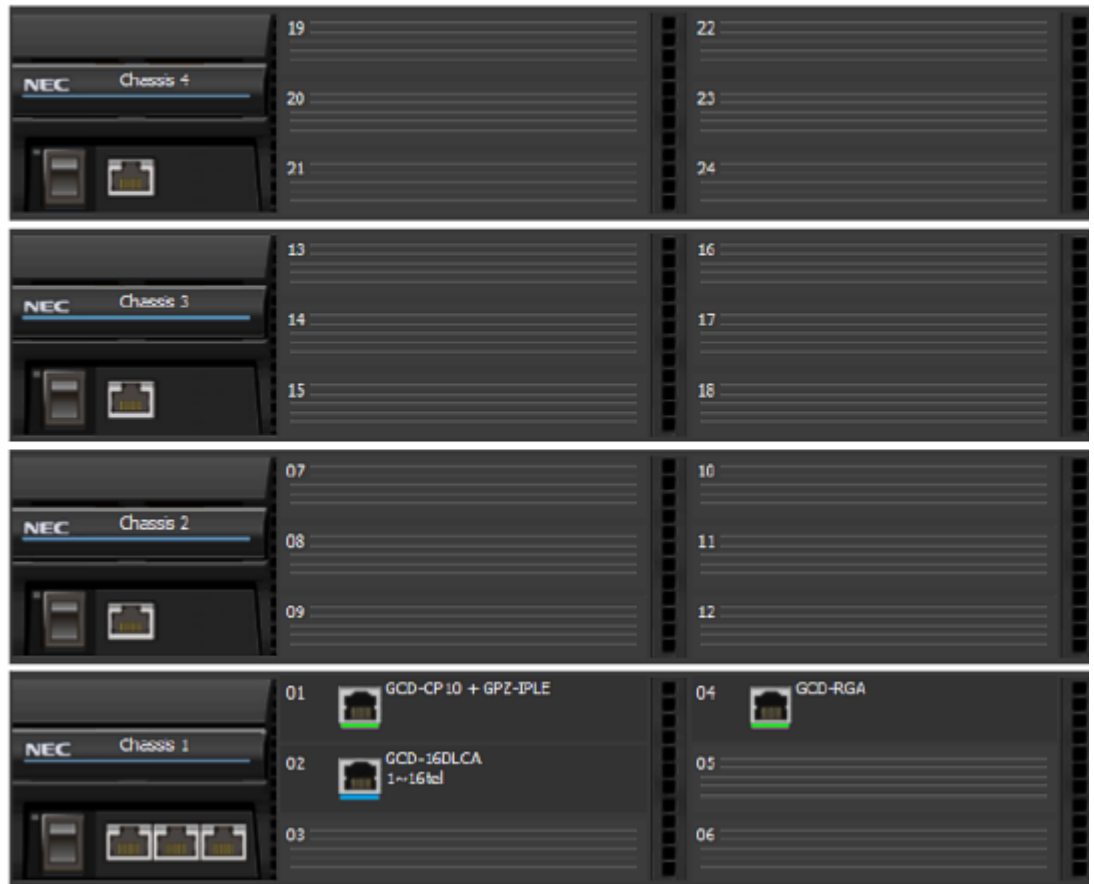 19
22
NEC Chassis 4
20
23
21
24
13
16
NEC Chassis 3
14
17
15
18
07
10
NEC Chassis 2
08
11
09
12
01 GCD-CP10 + GPZ-IPLE
04 GCD-RGA
NEC Chassis 1
02 GCD-16DLCA
1~16tel
05
03
06